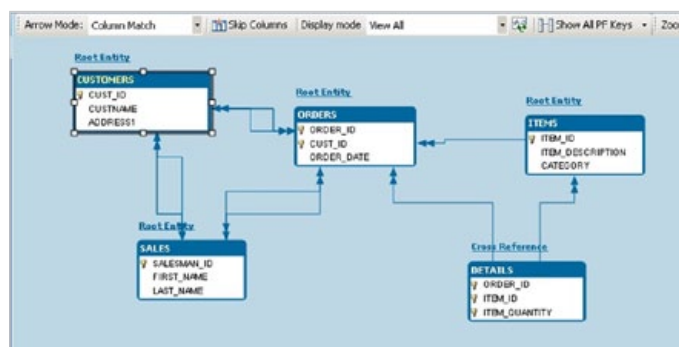 Arrow Mode: Column Match Skip Columns Display mode View All Show All PF Keys Zoo
Root Entity
CUSTOMERS
CUST_ID
CUSTNAME
ADDRESS1
Root Entity
ORDERS
ORDER_ID
CUST_ID
ORDER_DATE
Root Entity
ITEMS
ITEM_ID
ITEM_DESCRIPTION
CATEGORY
Root Entity
SALES
SALESMAN_ID
FIRST_NAME
LAST_NAME
Cross Reference
DETAILS
ORDER_ID
ITEM_ID
ITEM_QUANTITY